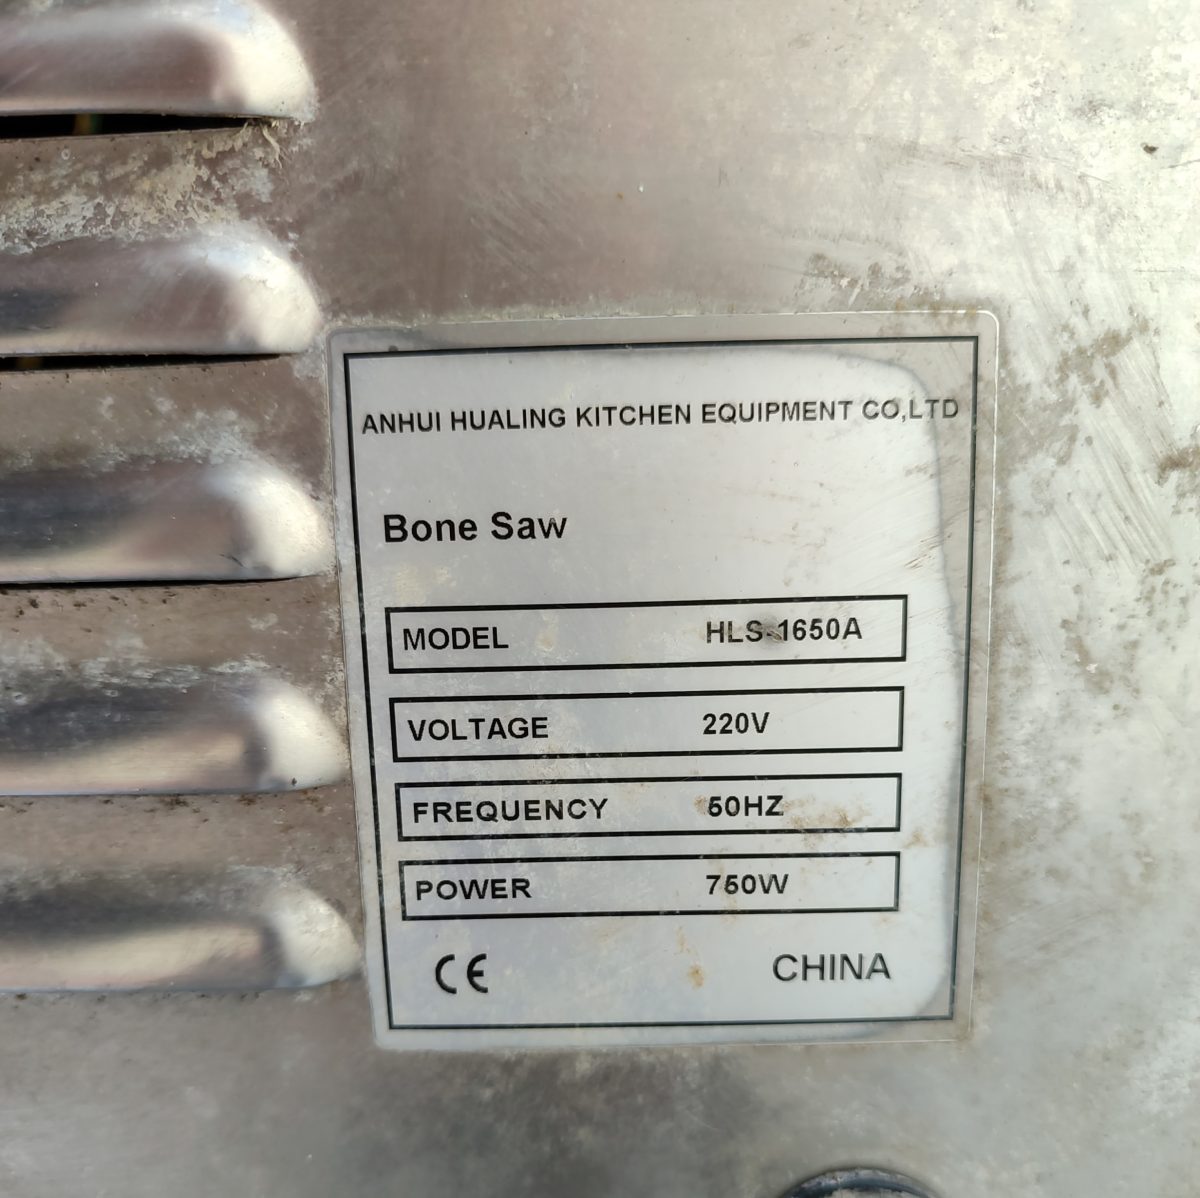 ANHUI HUALING KITCHEN EQUIPMENT CO,LTD
Bone Saw
MODEL HLS-1650A
VOLTAGE 220V
FREQUENCY 50HZ
POWER 750W
CE CHINA